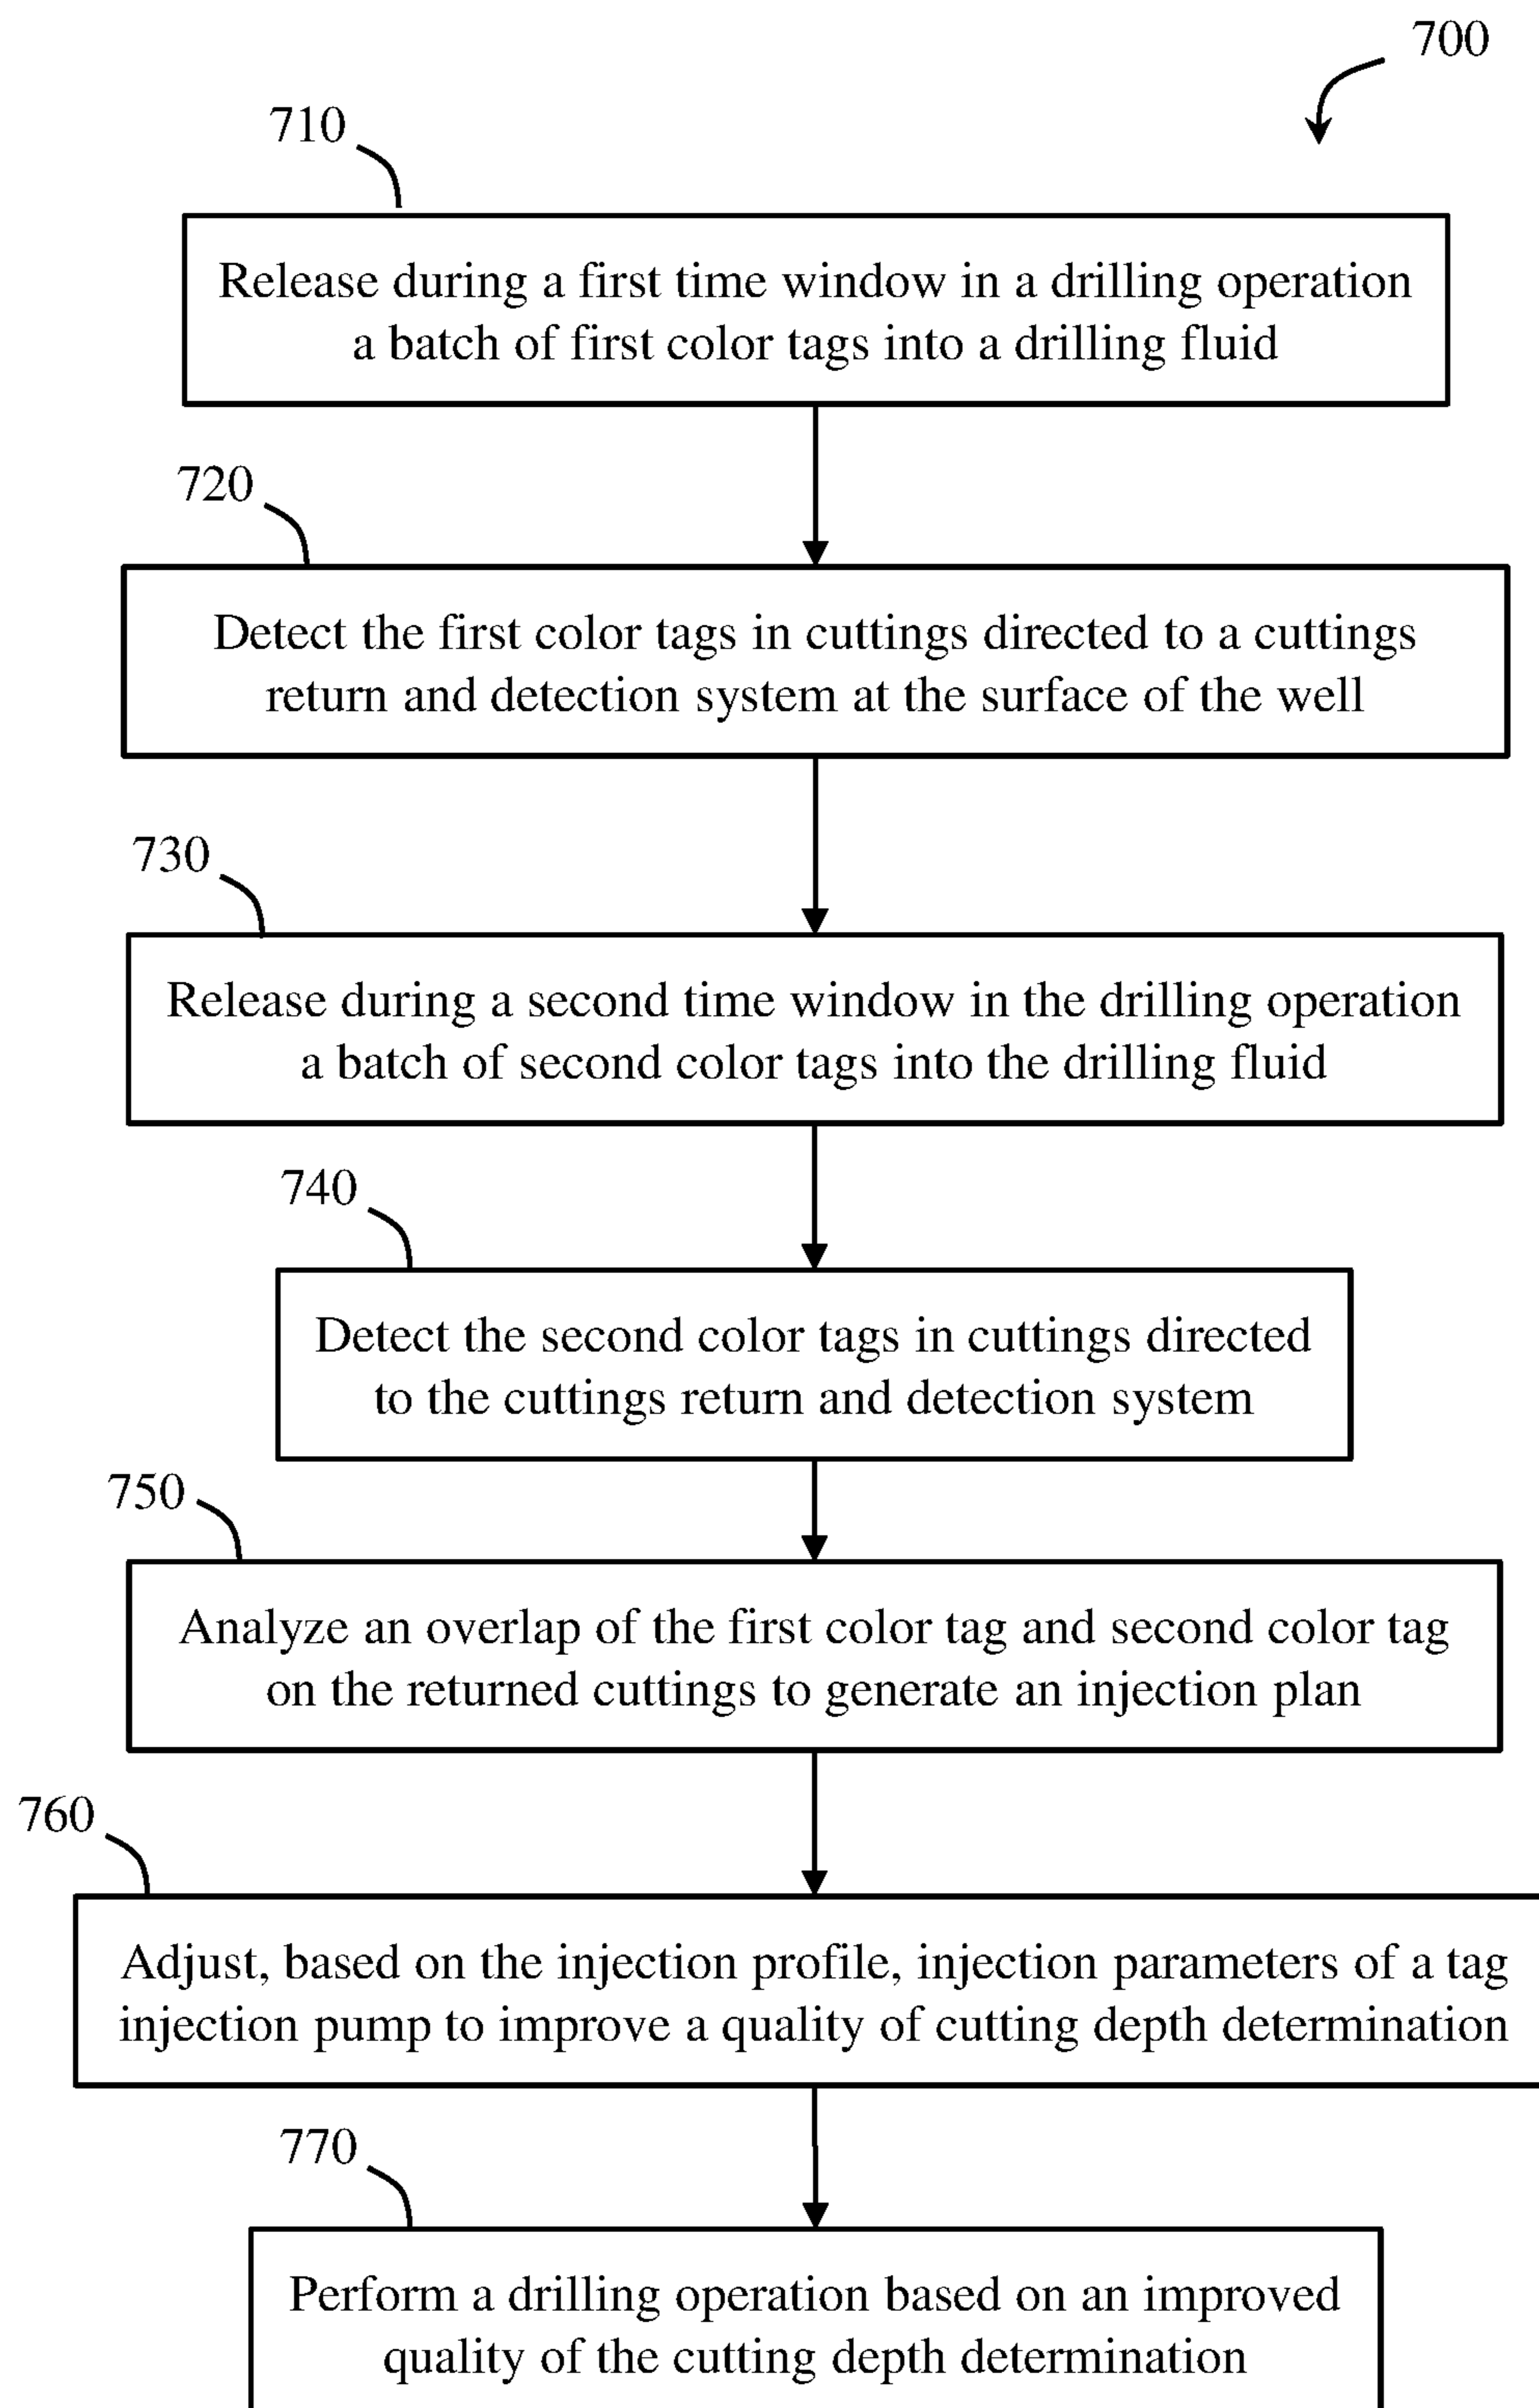 700
710
Release during a first time window in a drilling operation
a batch of first color tags into a drilling fluid
720
Detect the first color tags in cuttings directed to a cuttings
return and detection system at the surface of the well
730
Release during a second time window in the drilling operation
a batch of second color tags into the drilling fluid
740
Detect the second color tags in cuttings directed
to the cuttings return and detection system
750
Analyze an overlap of the first color tag and second color tag
on the returned cuttings to generate an injection plan
760
Adjust, based on the injection profile, injection parameters of a tag
injection pump to improve a quality of cutting depth determination
770
Perform a drilling operation based on an improved
quality of the cutting depth determination